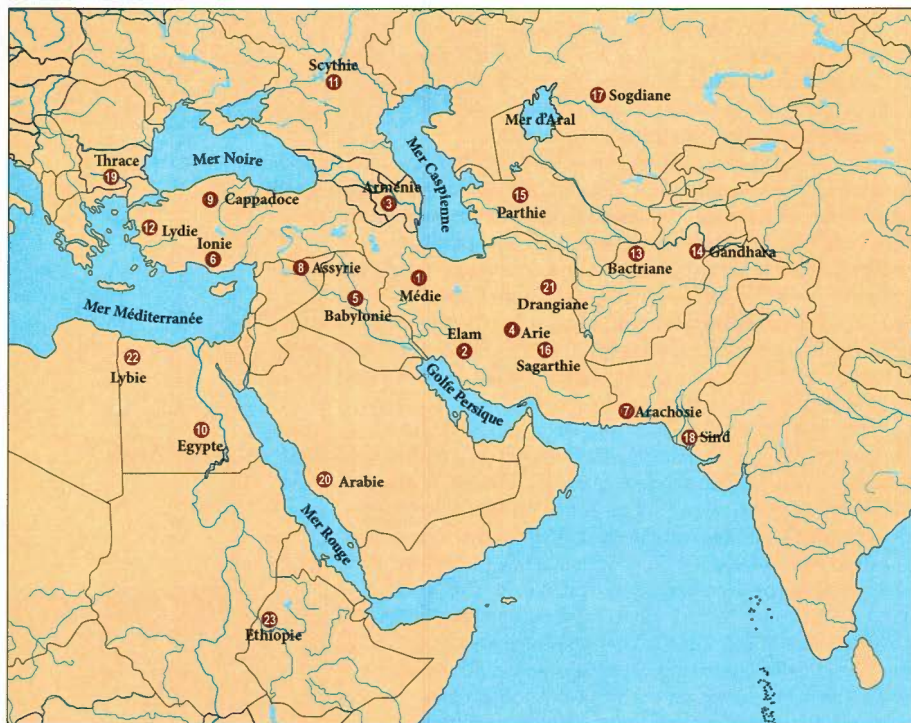 Scythie
11
17 Sogdiane
Mer d'Aral
Mer Noire
Mer Caspienne
Thrace
19
9
Cappadoce
Arménie
3
15
Parthie
12 Lydie
Ionie
6
8 Assyrie
1
Médie
13
Bactriane
14 Gandhara
21
Drangiane
5
Babylonie
Mer Méditerranée
Elam
2
4 Arie
16
Sagarthie
22
Lybie
Golfe Persique
7 Arachosie
18 Sind
10
Egypte
20 Arabie
Mer Rouge
23
Ethiopie